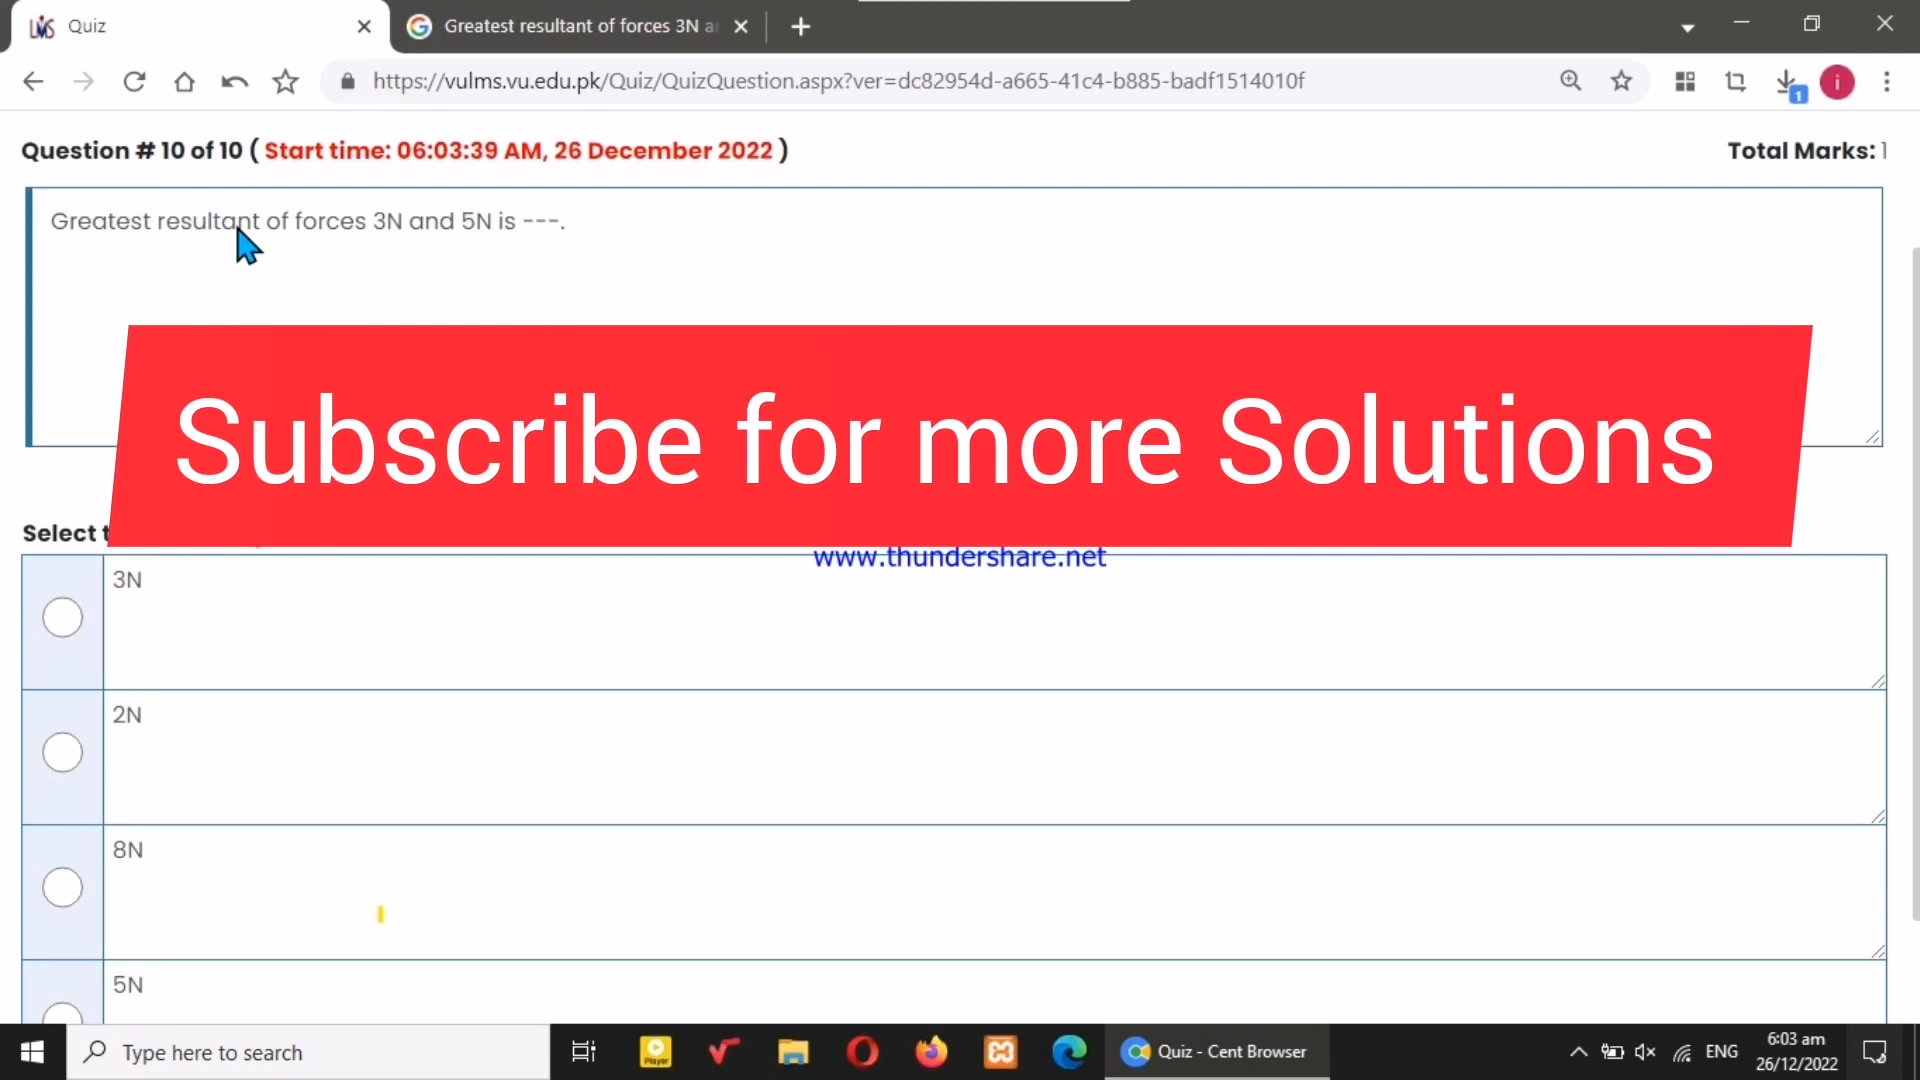 Quiz
Greatest resultant of forces 3N a
https://vulms.vu.edu.pk/Quiz/QuizQuestion.aspx?ver=dc82954d-a665-41c4-b885-badf1514010f
1
i
Question # 10 of 10 ( Start time: 06:03:39 AM, 26 December 2022 )
Total Marks: 1
Greatest resultant of forces 3N and 5N is ---.
Subscribe for more Solutions
Select t
www.thundershare.net
3N
2N
8N
5N
Type here to search
Player
Quiz - Cent Browser
ENG
6:03 am
26/12/2022